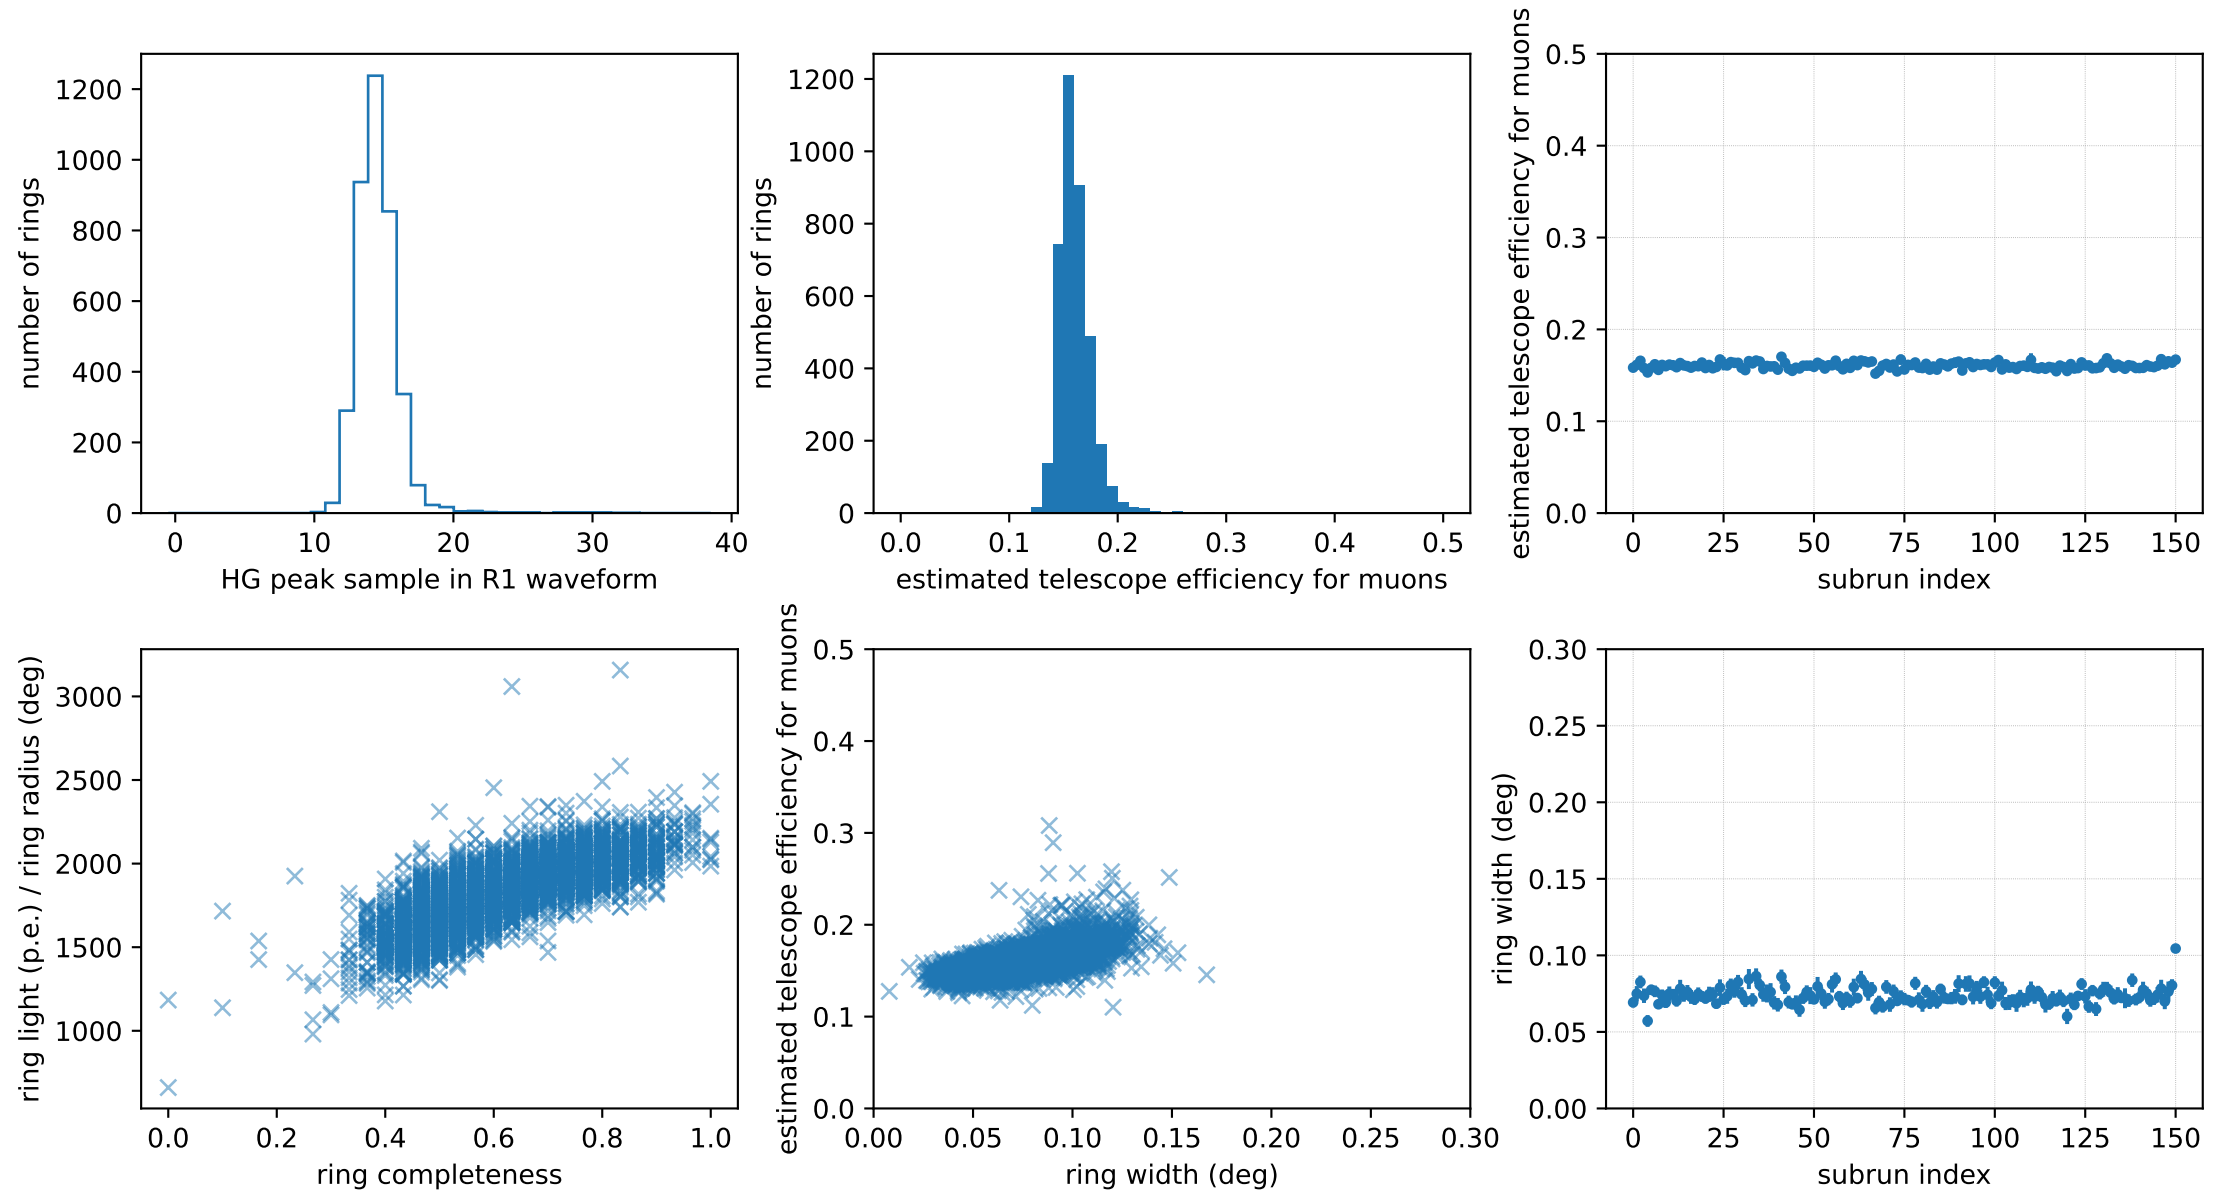 1200
1000
800
600
400
200
0
number of rings
0 10 20 30 40
HG peak sample in R1 waveform
1200
1000
800
600
400
200
0
number of rings
0.0 0.1 0.2 0.3 0.4 0.5
estimated telescope efficiency for muons
0.5
0.4
0.3
0.2
0.1
0.0
estimated telescope efficiency for muons
0 25 50 75 100 125 150
subrun index
3000
2500
2000
1500
1000
ring light (p.e.) / ring radius (deg)
0.0 0.2 0.4 0.6 0.8 1.0
ring completeness
0.5
0.4
0.3
0.2
0.1
0.0
estimated telescope efficiency for muons
0.00 0.05 0.10 0.15 0.20 0.25 0.30
ring width (deg)
0.30
0.25
0.20
0.15
0.10
0.05
0.00
ring width (deg)
0 25 50 75 100 125 150
subrun index